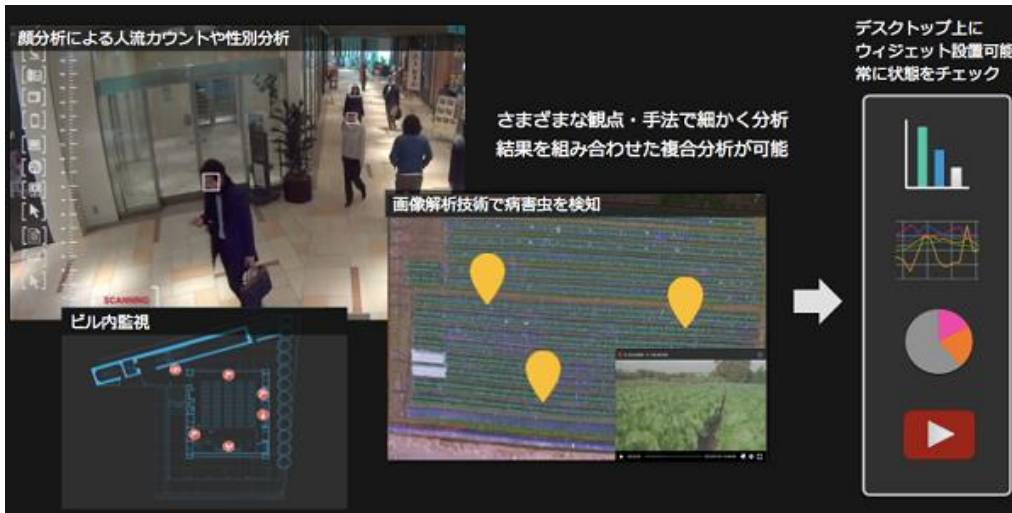 顔分析による人流カウントや性別分析
デスクトップ上に
ウィジェット設置可能
常に状態をチェック
さまざまな観点・手法で細かく分析
結果を組み合わせた複合分析が可能
画像解析技術で病害虫を検知
SCANNING
ビル内監視